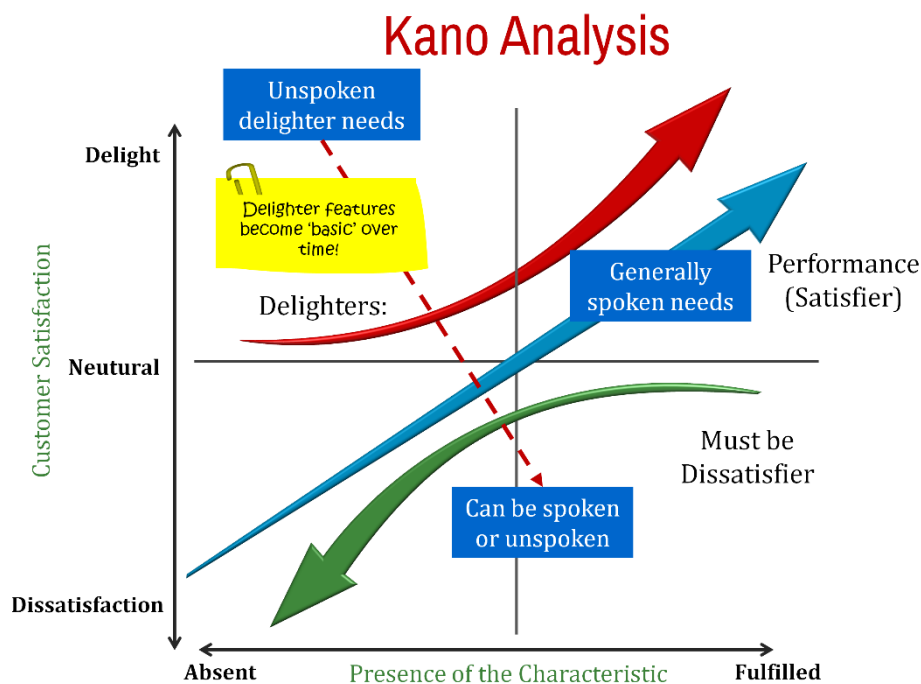 Kano Analysis
Unspoken
delighter needs
Delight
Delighter features
become ‘basic’ over
time!
Generally
spoken needs
Performance
(Satisfier)
Delighters:
Customer Satisfaction
Neutural
Must be
Dissatisfier
Can be spoken
or unspoken
Dissatisfaction
Absent
Presence of the Characteristic
Fulfilled